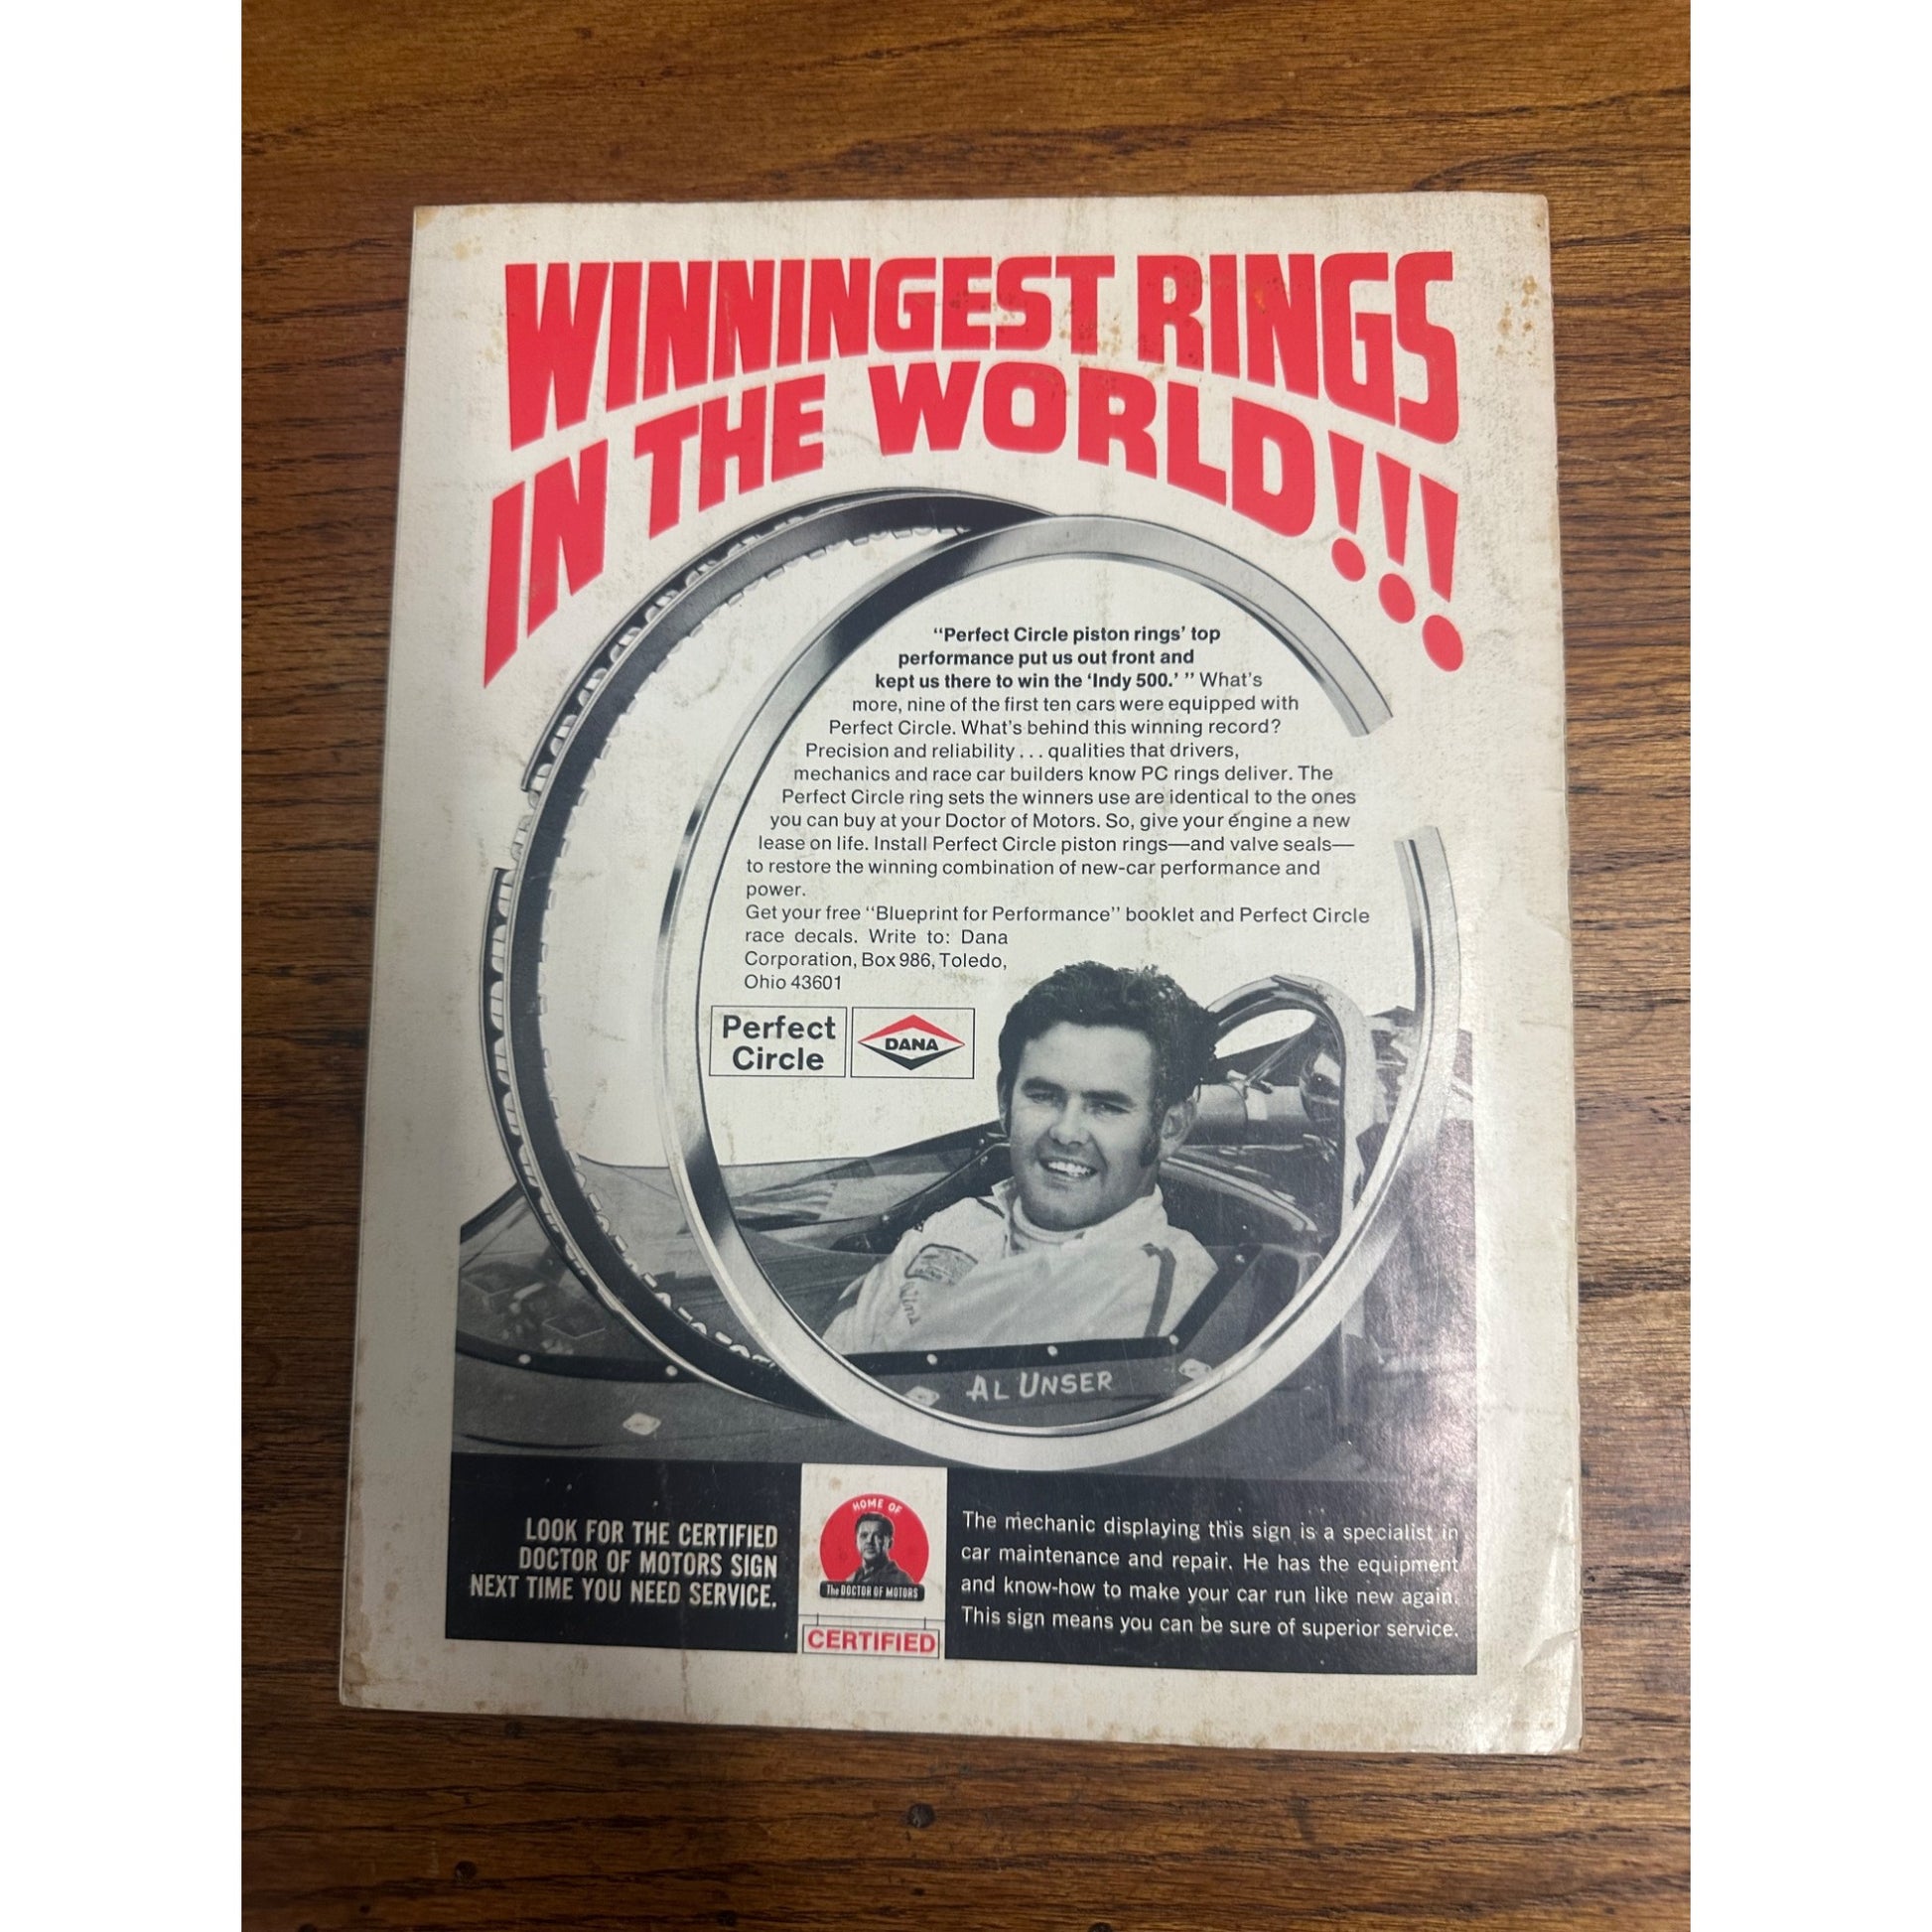 WINNINGEST RINGS
IN THE WORLD!!!
“Perfect Circle piston rings’ top
performance put us out front and
kept us there to win the ‘Indy 500.’ ” What’s
more, nine of the first ten cars were equipped with
Perfect Circle. What’s behind this winning record?
Precision and reliability . . . qualities that drivers,
mechanics and race car builders know PC rings deliver. The
Perfect Circle ring sets the winners use are identical to the ones
you can buy at your Doctor of Motors. So, give your engine a new
lease on life. Install Perfect Circle piston rings—and valve seals—
to restore the winning combination of new-car performance and
power.
Get your free “Blueprint for Performance” booklet and Perfect Circle
race decals. Write to: Dana
Corporation, Box 986, Toledo,
Ohio 43601
Perfect
Circle
DANA
AL UNSER
LOOK FOR THE CERTIFIED
DOCTOR OF MOTORS SIGN
NEXT TIME YOU NEED SERVICE.
HOME OF
The DOCTOR OF MOTORS
CERTIFIED
The mechanic displaying this sign is a specialist in
car maintenance and repair. He has the equipment
and know-how to make your car run like new again.
This sign means you can be sure of superior service.